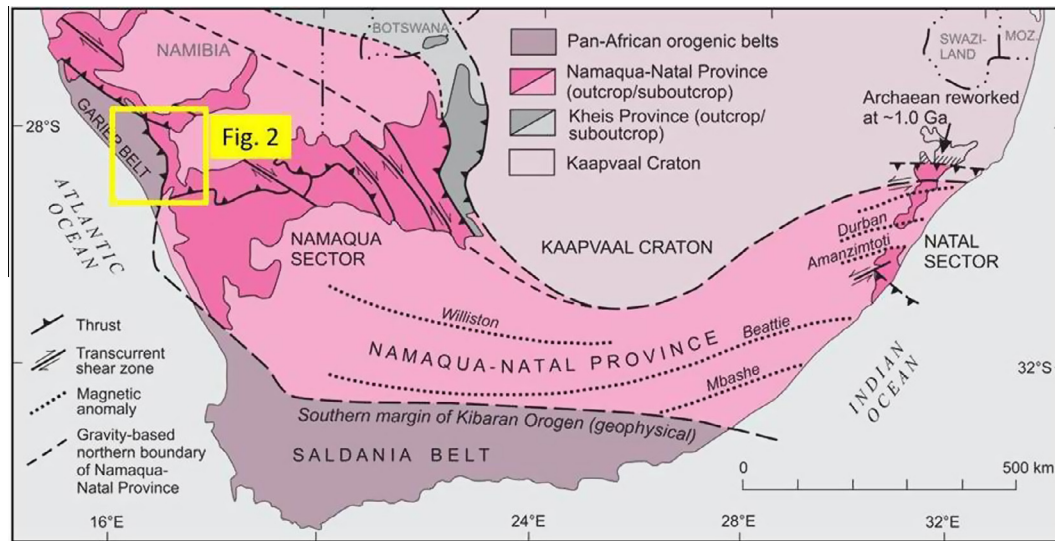 NAMIBIA
BOTSWANA
SWAZI-
LAND
MOZ.
Pan-African orogenic belts
Namaqua-Natal Province
(outcrop/suboutcrop)
Kheis Province (outcrop/
suboutcrop)
Kaapvaal Craton
Archaean reworked
at ~1.0 Ga
28°S
GARIEP BELT
Fig. 2
ATLANTIC
OCEAN
NAMAQUA
SECTOR
KAAPVAAL CRATON
Durban
Amanzimtoti
NATAL
SECTOR
Williston
Beattie
NAMAQUA-NATAL PROVINCE
Mbashe
INDIAN
OCEAN
32°S
Southern margin of Kibaran Orogen (geophysical)
SALDANIA BELT
Thrust
Transcurrent
shear zone
Magnetic
anomaly
Gravity-based
northern boundary
of Namaqua-
Natal Province
0
500 km
16°E
24°E
28°E
32°E